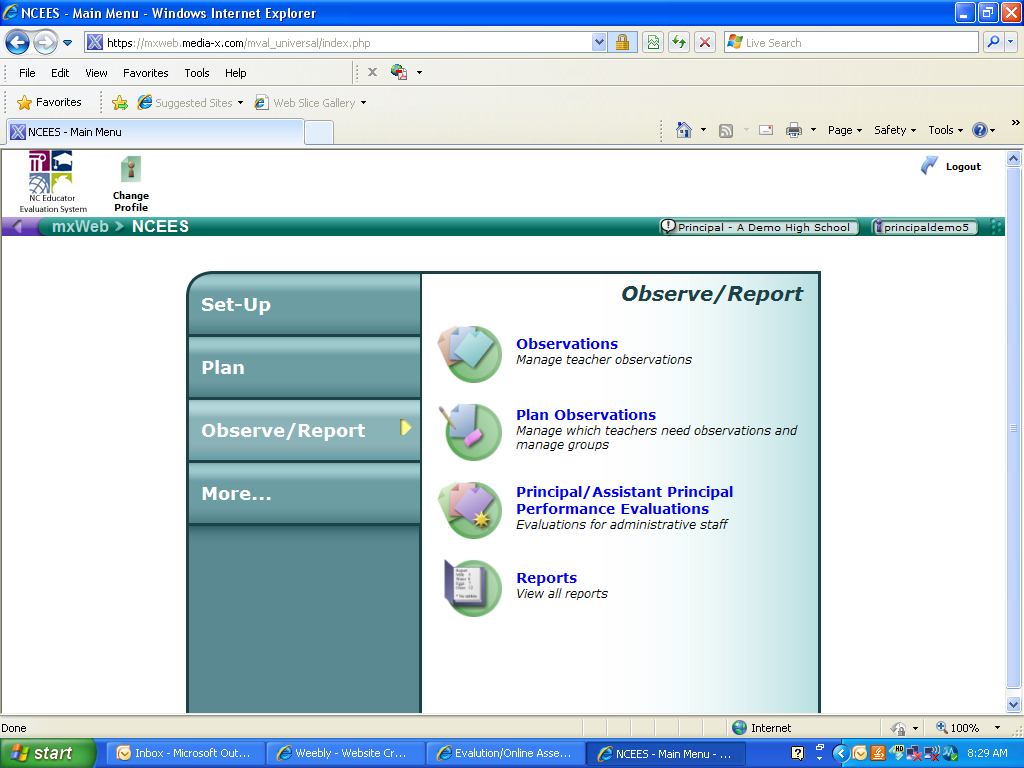 NCEES - Main Menu - Windows Internet Explorer
https://mxweb.media-x.com/mval_universal/index.php
Live Search
File Edit View Favorites Tools Help
Favorites Suggested Sites Web Slice Gallery
NCEES - Main Menu
Page Safety Tools
NC Educator
Evaluation System
Change
Profile
Logout
mxWeb > NCEES
Principal - A Demo High School
principaldemo5
Set-Up
Plan
Observe/Report
More...
Observe/Report
Observations
Manage teacher observations
Plan Observations
Manage which teachers need observations and
manage groups
Principal/Assistant Principal
Performance Evaluations
Evaluations for administrative staff
Reports
View all reports
Done
Internet
100%
start
Inbox - Microsoft Out...
Weebly - Website Cr...
Evalution/Online Asse...
NCEES - Main Menu - ...
8:29 AM